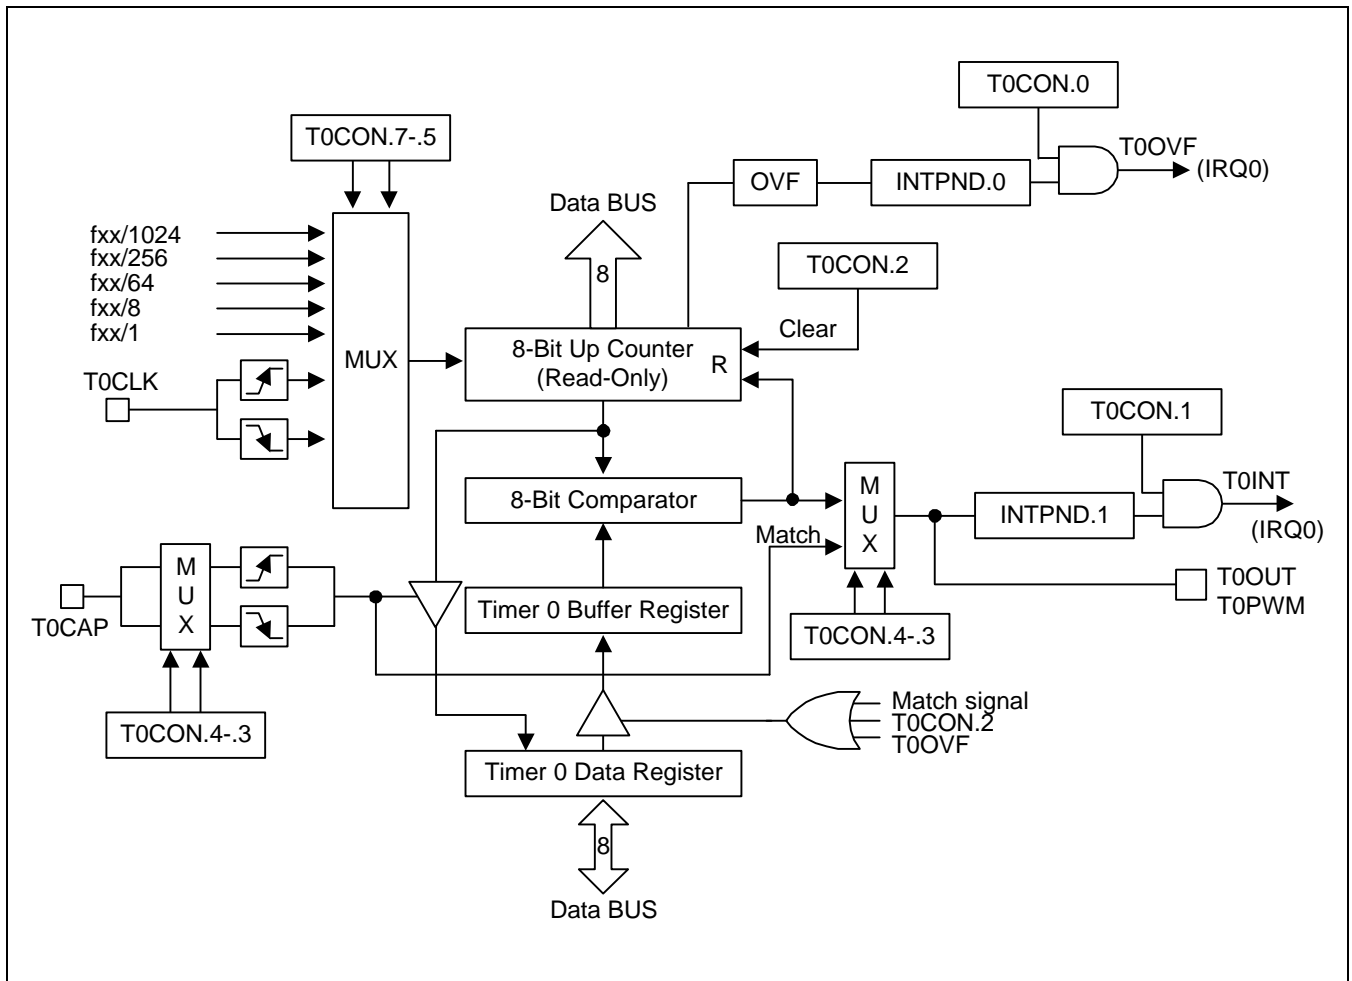 T0CON.0
T0CON.7-.5
T0OVF
(IRQ0)
OVF
INTPND.0
Data BUS
8
fxx/1024
fxx/256
fxx/64
fxx/8
fxx/1
T0CON.2
Clear
MUX
8-Bit Up Counter
(Read-Only)
R
T0CLK
T0CON.1
8-Bit Comparator
M
U
X
T0INT
(IRQ0)
INTPND.1
Match
M
U
X
T0CAP
Timer 0 Buffer Register
T0OUT
T0PWM
T0CON.4-.3
T0CON.4-.3
Match signal
T0CON.2
T0OVF
Timer 0 Data Register
8
Data BUS